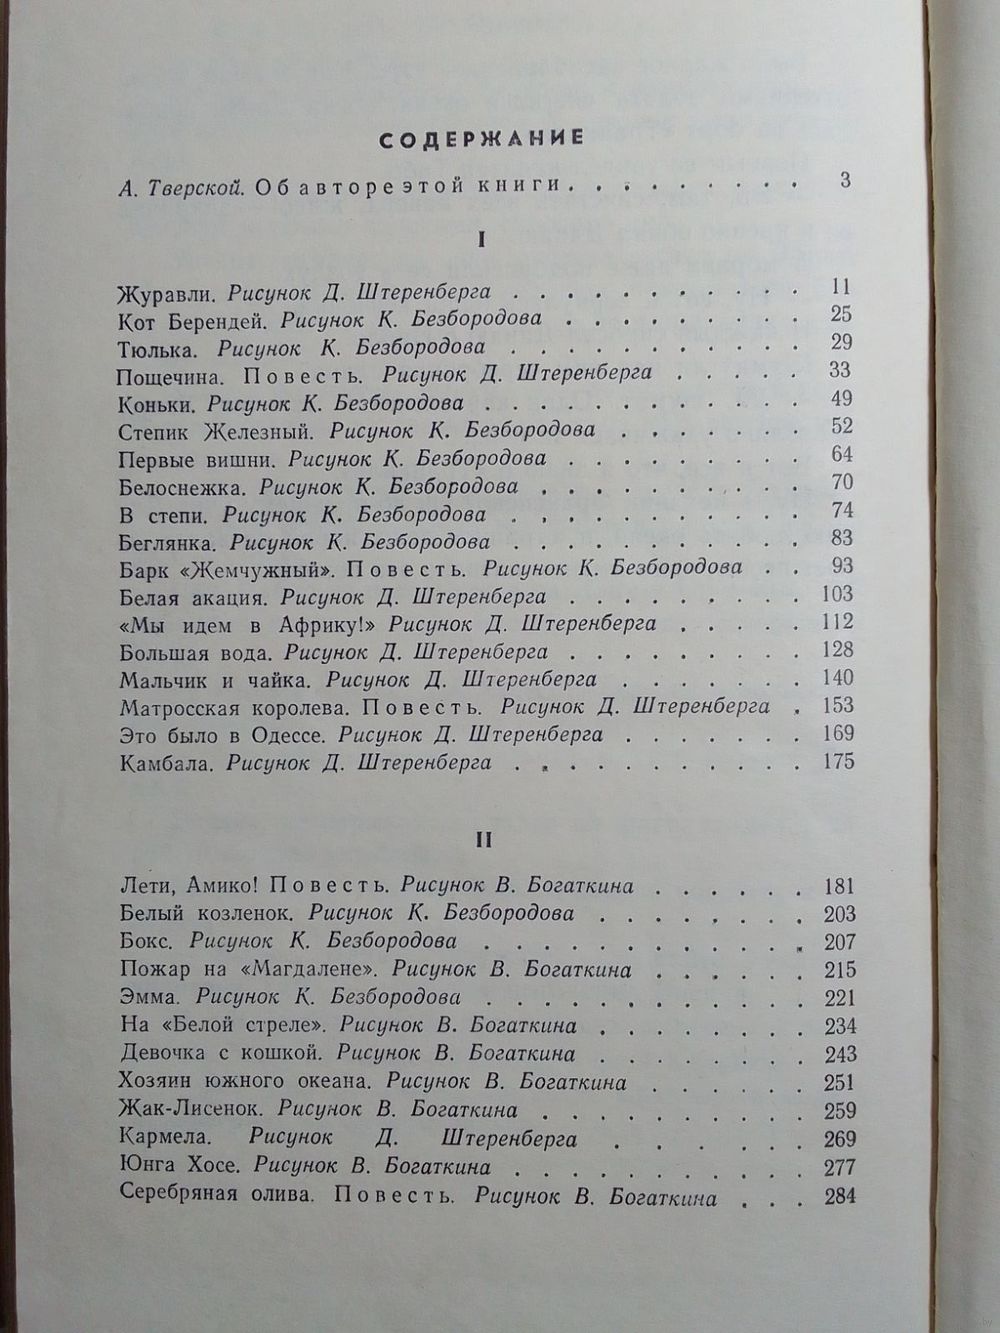 СОДЕРЖАНИЕ
А. Тверской. Об авторе этой книги. . . . . . . . . 3
I
Журавли. Рисунок Д. Штеренберга . . . . . . . . . . . 11
Кот Берендей. Рисунок К. Безбородова . . . . . . . . . 25
Тюлька. Рисунок К. Безбородова . . . . . . . . . . . 29
Пощечина. Повесть. Рисунок Д. Штеренберга . . . . . 33
Коньки. Рисунок К. Безбородова . . . . . . . . . . . . 49
Степик Железный. Рисунок К. Безбородова . . . . . . . 52
Первые вишни. Рисунок К. Безбородова . . . . . . . . . 64
Белоснежка. Рисунок К. Безбородова . . . . . . . . . . 70
В степи. Рисунок К. Безбородова . . . . . . . . . . . 74
Беглянка. Рисунок К. Безбородова . . . . . . . . . . . 83
Барк «Жемчужный». Повесть. Рисунок К. Безбородова . . 93
Белая акация. Рисунок Д. Штеренберга . . . . . . . . . 103
«Мы идем в Африку!» Рисунок Д. Штеренберга . . . . . 112
Большая вода. Рисунок Д. Штеренберга . . . . . . . . . 128
Мальчик и чайка. Рисунок Д. Штеренберга . . . . . . . 140
Матросская королева. Повесть. Рисунок Д. Штеренберга . 153
Это было в Одессе. Рисунок Д. Штеренберга . . . . . . . 169
Камбала. Рисунок Д. Штеренберга . . . . . . . . . . . 175
II
Лети, Амико! Повесть. Рисунок В. Богаткина . . . . . . 181
Белый козленок. Рисунок К. Безбородова . . . . . . . . 203
Бокс. Рисунок К. Безбородова . . . . . . . . . . . . 207
Пожар на «Магдалене». Рисунок В. Богаткина . . . . . . 215
Эмма. Рисунок К. Безбородова . . . . . . . . . . . . 221
На «Белой стреле». Рисунок В. Богаткина . . . . . . . . 234
Девочка с кошкой. Рисунок В. Богаткина . . . . . . . . 243
Хозяин южного океана. Рисунок В. Богаткина . . . . . . 251
Жак-Лисенок. Рисунок В. Богаткина . . . . . . . . . . 259
Кармела. Рисунок Д. Штеренберга . . . . . . 269
Юнга Хосе. Рисунок В. Богаткина . . . . . . . . . . . 277
Серебряная олива. Повесть. Рисунок В. Богаткина . . . 284